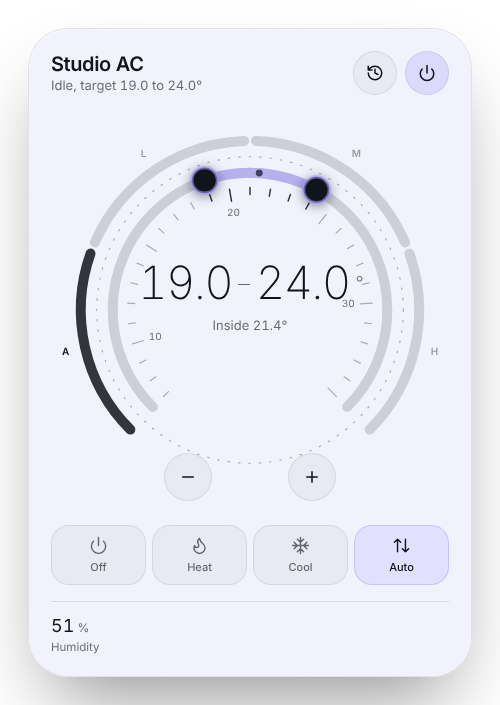 Studio AC
Idle, target 19.0 to 24.0°
L
M
20
19.0–24.0°
30
Inside 21.4°
10
A
H
− +
Off Heat Cool Auto
51 %
Humidity